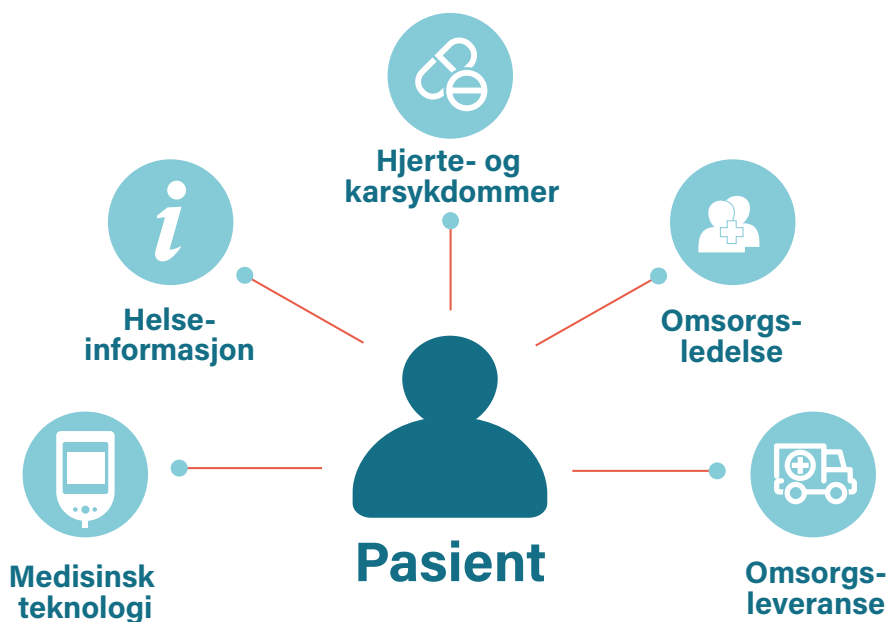 Hjerte- og
karsykdommer
Helse-
informasjon
Omsorgs-
ledelse
Medisinsk
teknologi
Pasient
Omsorgs-
leveranse